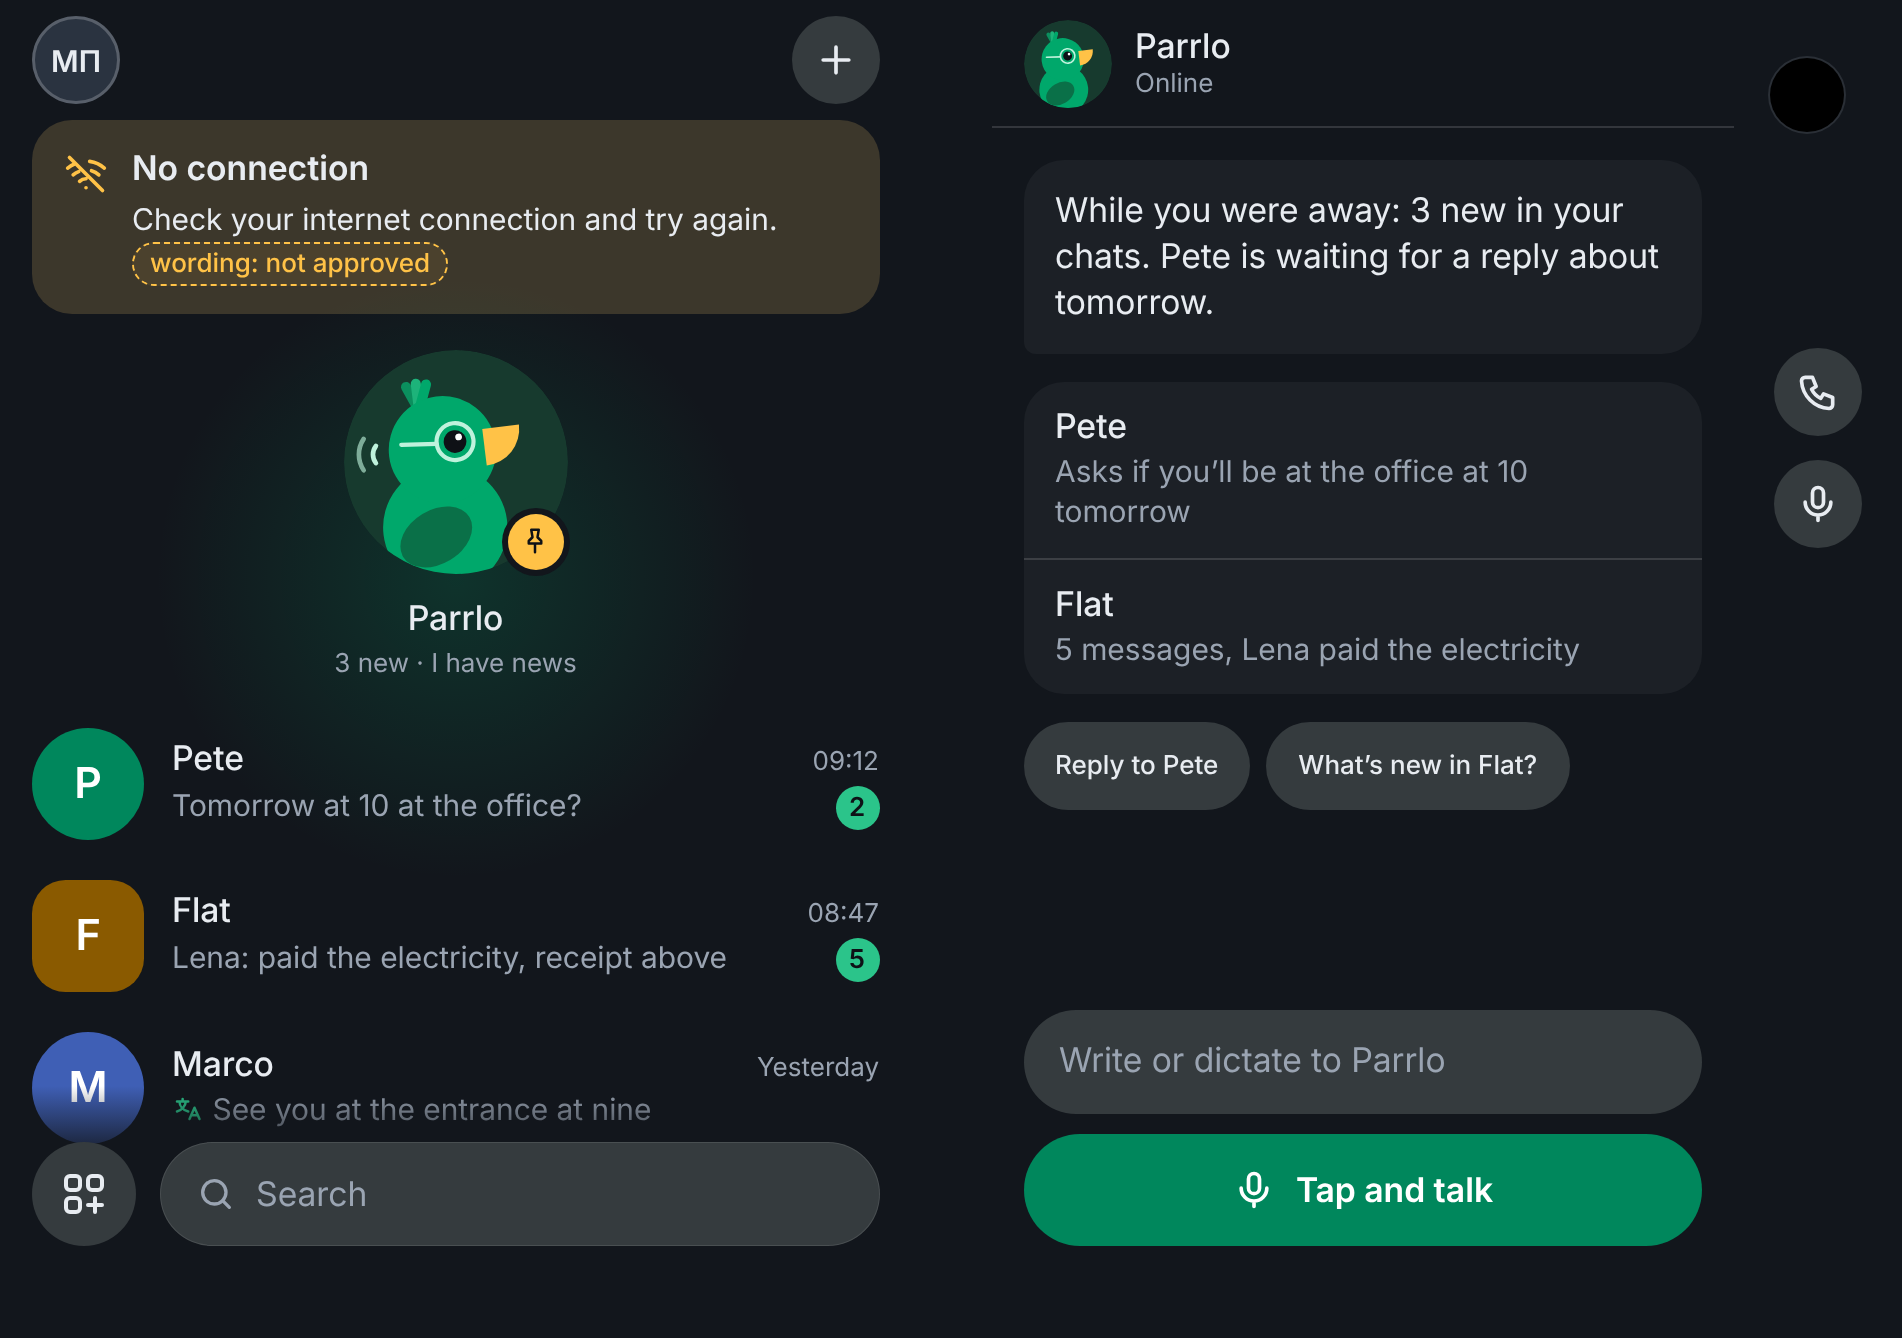 МП
No connection
Check your internet connection and try again.
wording: not approved
Parrlo
3 new · I have news
Pete
09:12
Tomorrow at 10 at the office?
2
P
Flat
08:47
Lena: paid the electricity, receipt above
5
F
Marco
Yesterday
See you at the entrance at nine
M
Search
Parrlo
Online
While you were away: 3 new in your
chats. Pete is waiting for a reply about
tomorrow.
Pete
Asks if you’ll be at the office at 10
tomorrow
Flat
5 messages, Lena paid the electricity
Reply to Pete
What’s new in Flat?
Write or dictate to Parrlo
Tap and talk